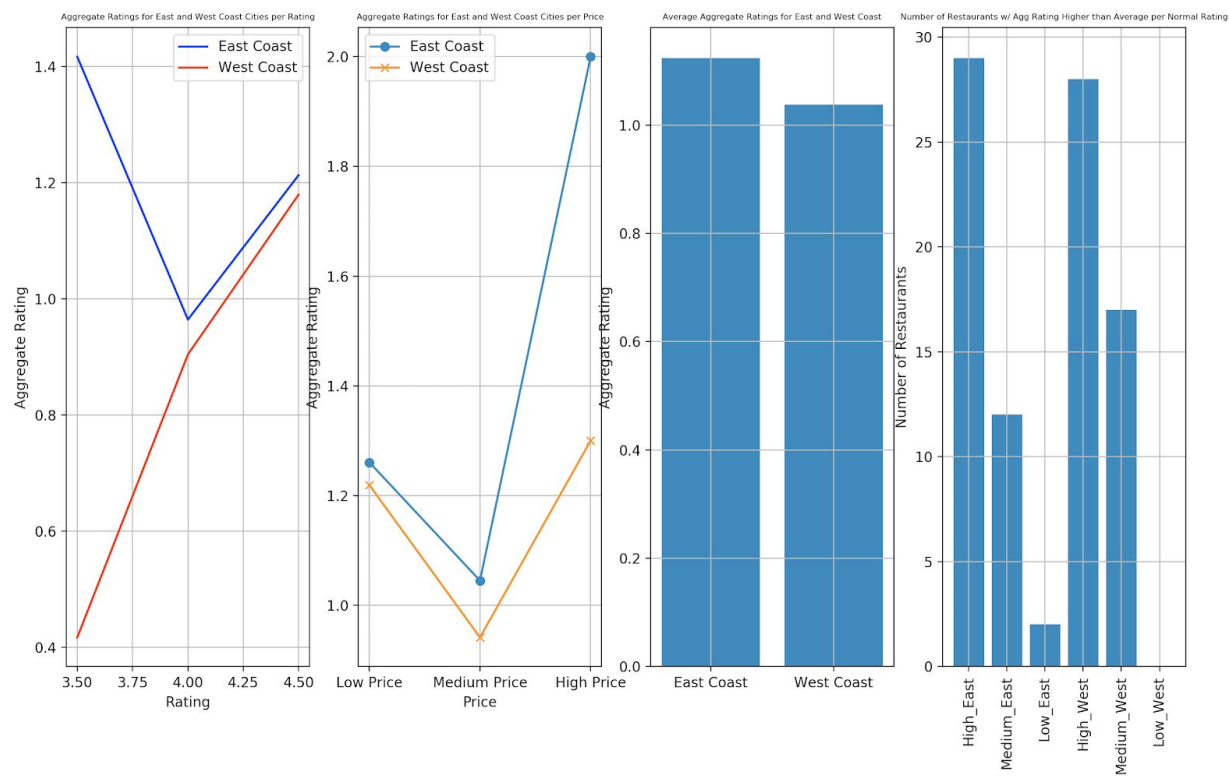 Aggregate Ratings for East and West Coast Cities per Rating
East Coast
West Coast
1.4
1.2
1.0
0.8
0.6
0.4
Aggregate Rating
3.50 3.75 4.00 4.25 4.50
Rating
Aggregate Ratings for East and West Coast Cities per Price
East Coast
West Coast
2.0
1.8
1.6
1.4
1.2
1.0
Aggregate Rating
Low Price Medium Price High Price
Price
Average Aggregate Ratings for East and West Coast
1.0
0.8
0.6
0.4
0.2
0.0
Aggregate Rating
East Coast West Coast
Number of Restaurants w/ Agg Rating Higher than Average per Normal Rating
30
25
20
15
10
5
0
Number of Restaurants
High_East
Medium_East
Low_East
High_West
Medium_West
Low_West